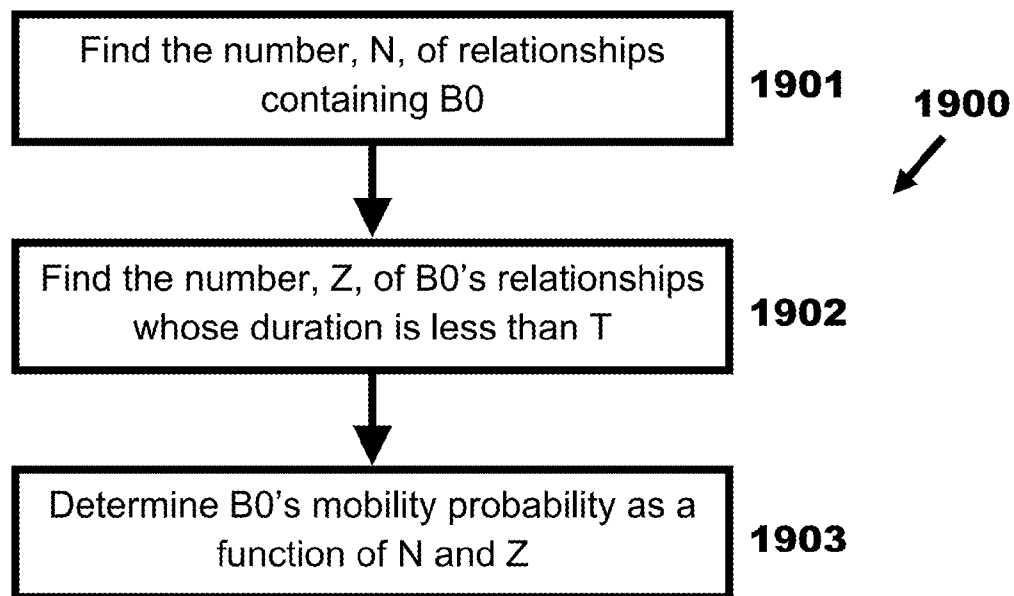 Find the number, N, of relationships
containing B0
1901
1900
Find the number, Z, of B0’s relationships
whose duration is less than T
1902
Determine B0’s mobility probability as a
function of N and Z
1903